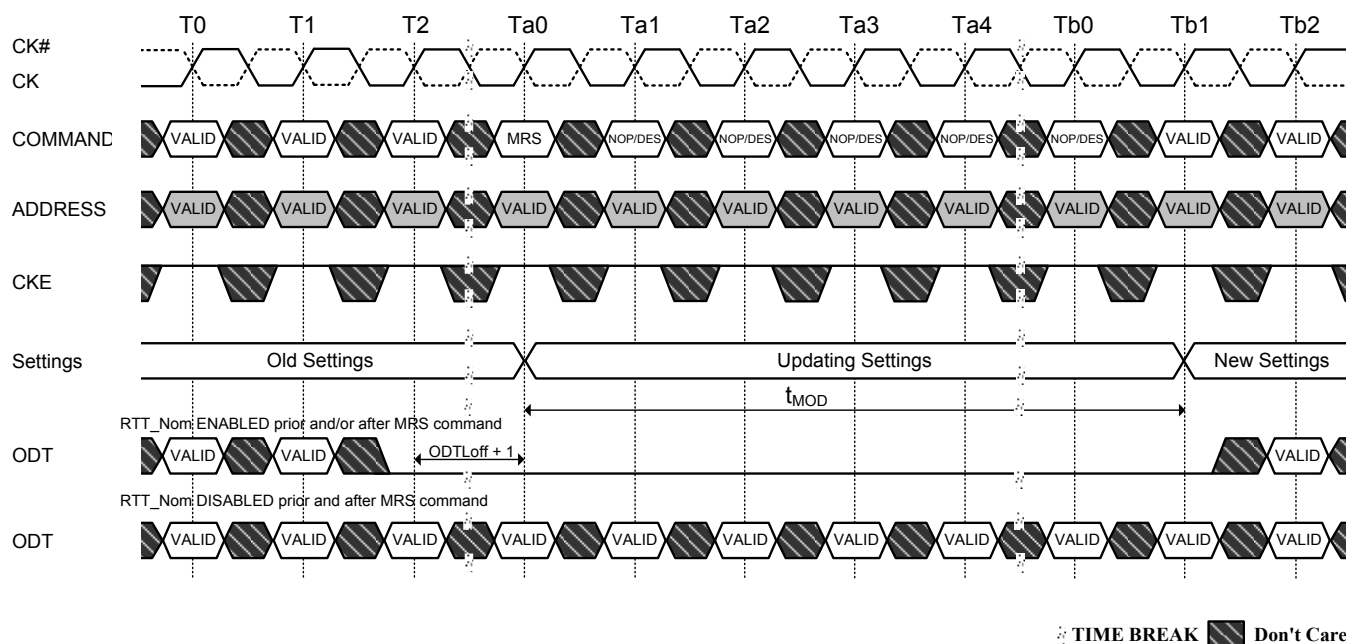 T0 T1 T2 Ta0 Ta1 Ta2 Ta3 Ta4 Tb0 Tb1 Tb2
CK#
CK
COMMAND VALID VALID VALID MRS NOP/DES NOP/DES NOP/DES NOP/DES NOP/DES VALID VALID
ADDRESS VALID VALID VALID VALID VALID VALID VALID VALID VALID VALID VALID
CKE
Settings Old Settings Updating Settings New Settings
tMOD
RTT_Nom ENABLED prior and/or after MRS command
ODT VALID VALID ODTLoff + 1 VALID
RTT_Nom DISABLED prior and after MRS command
ODT VALID VALID VALID VALID VALID VALID VALID VALID VALID VALID VALID
TIME BREAK Don't Care